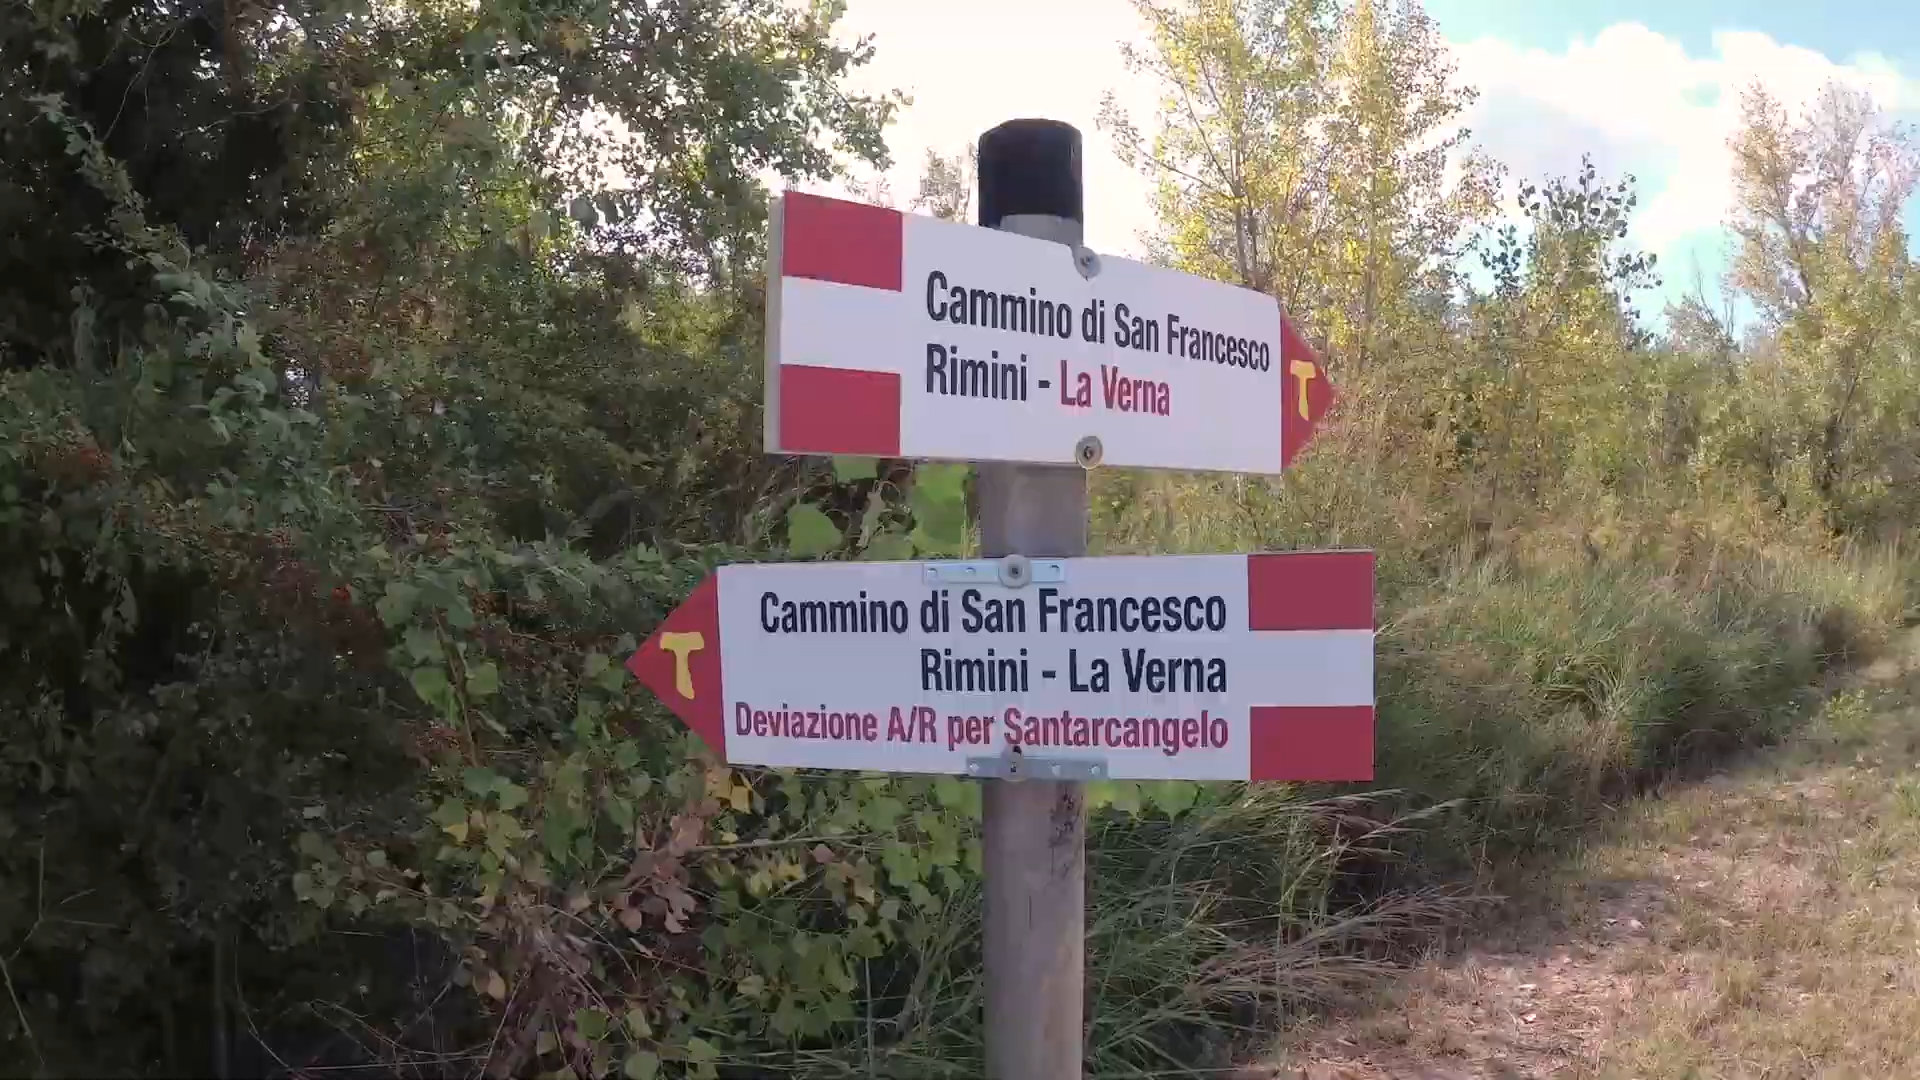 Cammino di San Francesco
Rimini - La Verna
Cammino di San Francesco
Rimini - La Verna
Deviazione A/R per Santarcangelo